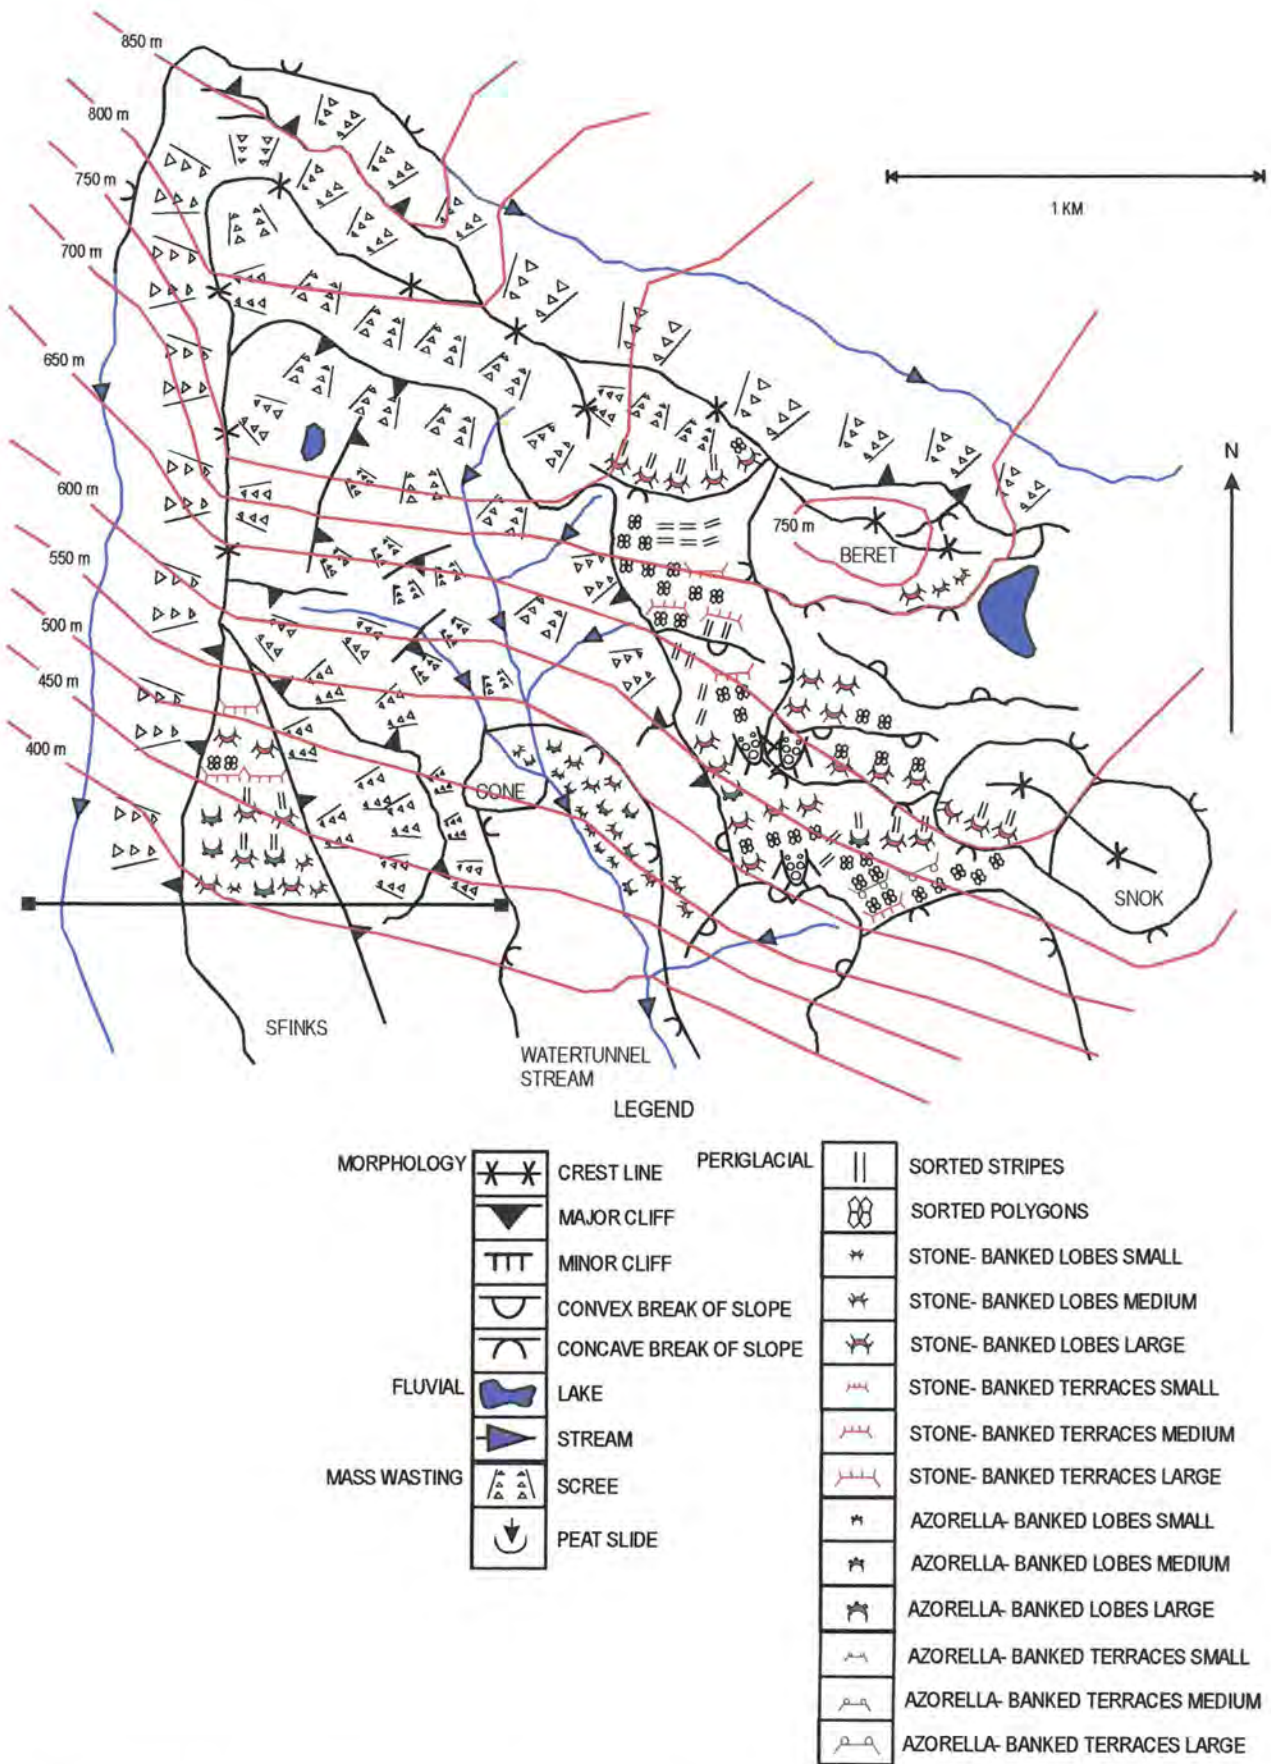 850 m
800 m
750 m
700 m
650 m
600 m
550 m
500 m
450 m
400 m
1 KM
N
750 m
BERET
CONE
SNOK
SFINKS
WATERTUNNEL
STREAM
LEGEND
MORPHOLOGY
CREST LINE
MAJOR CLIFF
MINOR CLIFF
CONVEX BREAK OF SLOPE
CONCAVE BREAK OF SLOPE
FLUVIAL
LAKE
STREAM
MASS WASTING
SCREE
PEAT SLIDE
PERIGLACIAL
SORTED STRIPES
SORTED POLYGONS
STONE- BANKED LOBES SMALL
STONE- BANKED LOBES MEDIUM
STONE- BANKED LOBES LARGE
STONE- BANKED TERRACES SMALL
STONE- BANKED TERRACES MEDIUM
STONE- BANKED TERRACES LARGE
AZORELLA- BANKED LOBES SMALL
AZORELLA- BANKED LOBES MEDIUM
AZORELLA- BANKED LOBES LARGE
AZORELLA- BANKED TERRACES SMALL
AZORELLA- BANKED TERRACES MEDIUM
AZORELLA- BANKED TERRACES LARGE